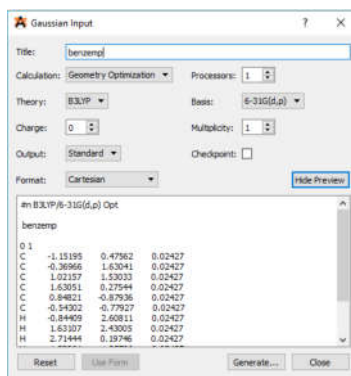 Gaussian Input
? ×
Title: benzemp
Calculation: Geometry Optimization Processors: 1
Theory: B3LYP Basis: 6-31G(d,p)
Charge: 0 Multiplicity: 1
Output: Standard Checkpoint:
Format: Cartesian Hide Preview
#n B3LYP/6-31G(d,p) Opt
benzemp
0 1
C -1.15195 0.47562 0.02427
C -0.36966 1.63041 0.02427
C 1.02157 1.53033 0.02427
C 1.63051 0.27544 0.02427
C 0.84821 -0.87936 0.02427
C -0.54302 -0.77927 0.02427
H -0.84409 2.60811 0.02427
H 1.63107 2.43005 0.02427
H 2.71444 0.19746 0.02427
Reset Use Form Generate... Close